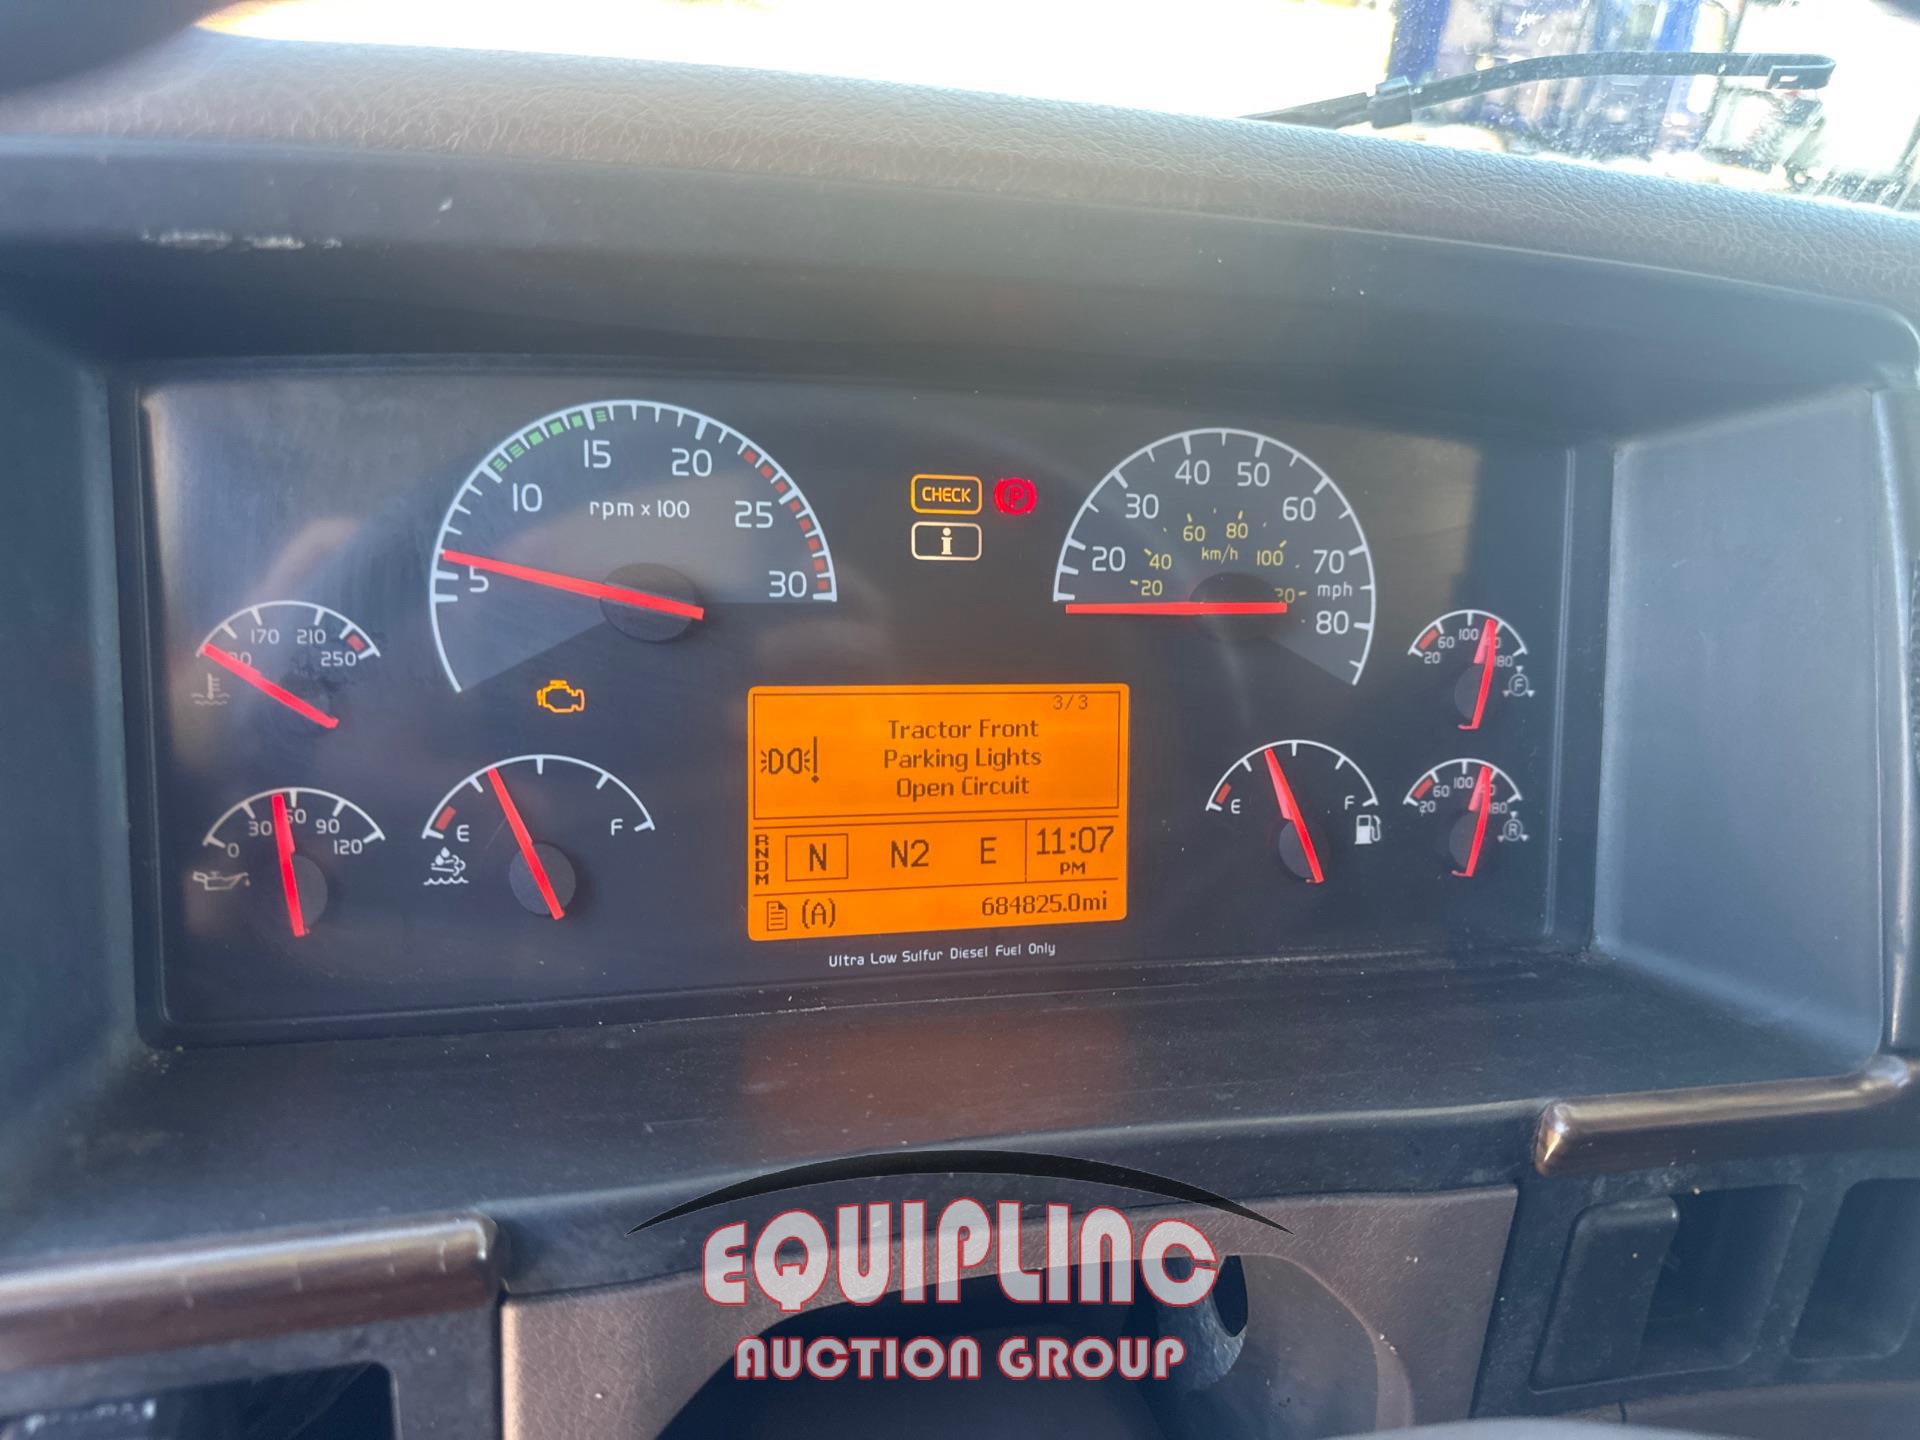 10
15
20
25
30
5
rpm x 100
CHECK
P
i
20
30
40
50
60
70
80
mph
20
40
60
80
100
km/h
170
210
250
0
30
60
90
120
E
F
3/3
Tractor Front
Parking Lights
Open Circuit
R
N
D
M
N
N2
E
11:07
PM
(A)
684825.0mi
Ultra Low Sulfur Diesel Fuel Only
E
F
20
60
100
180
F
20
60
100
180
R
EQUIPLINC
AUCTION GROUP